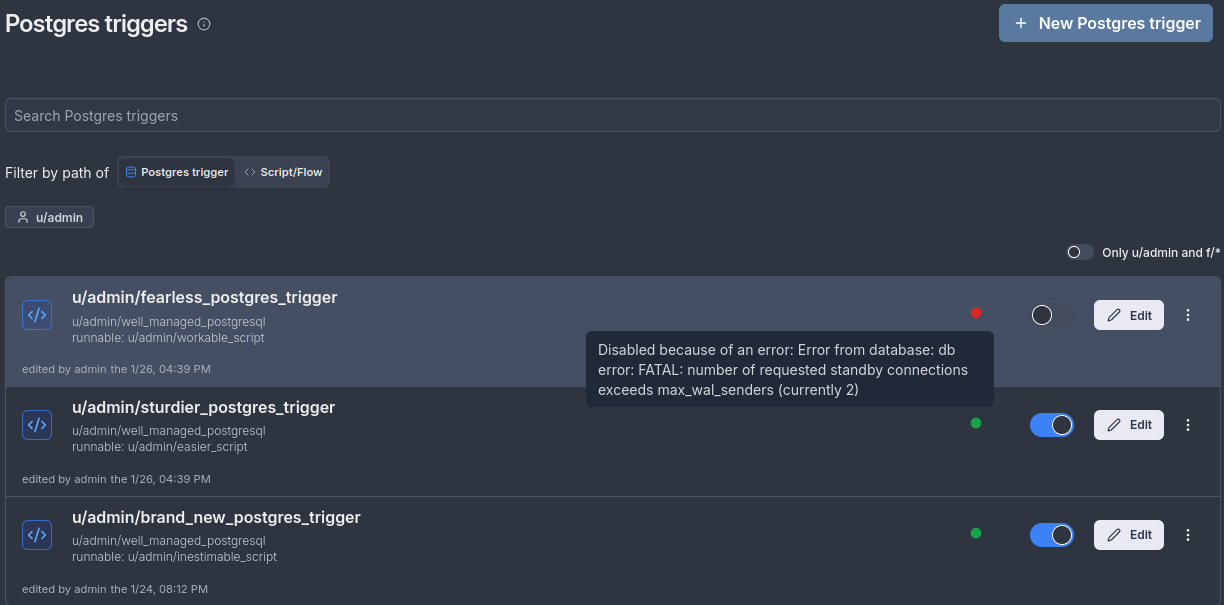 Postgres triggers
+ New Postgres trigger
Search Postgres triggers
Filter by path of Postgres trigger Script/Flow
u/admin
Only u/admin and f/*
u/admin/fearless_postgres_trigger
u/admin/well_managed_postgresql
runnable: u/admin/workable_script
edited by admin the 1/26, 04:39 PM
Edit
Disabled because of an error: Error from database: db
error: FATAL: number of requested standby connections
exceeds max_wal_senders (currently 2)
u/admin/sturdier_postgres_trigger
u/admin/well_managed_postgresql
runnable: u/admin/easier_script
edited by admin the 1/26, 04:39 PM
Edit
u/admin/brand_new_postgres_trigger
u/admin/well_managed_postgresql
runnable: u/admin/inestimable_script
edited by admin the 1/24, 08:12 PM
Edit